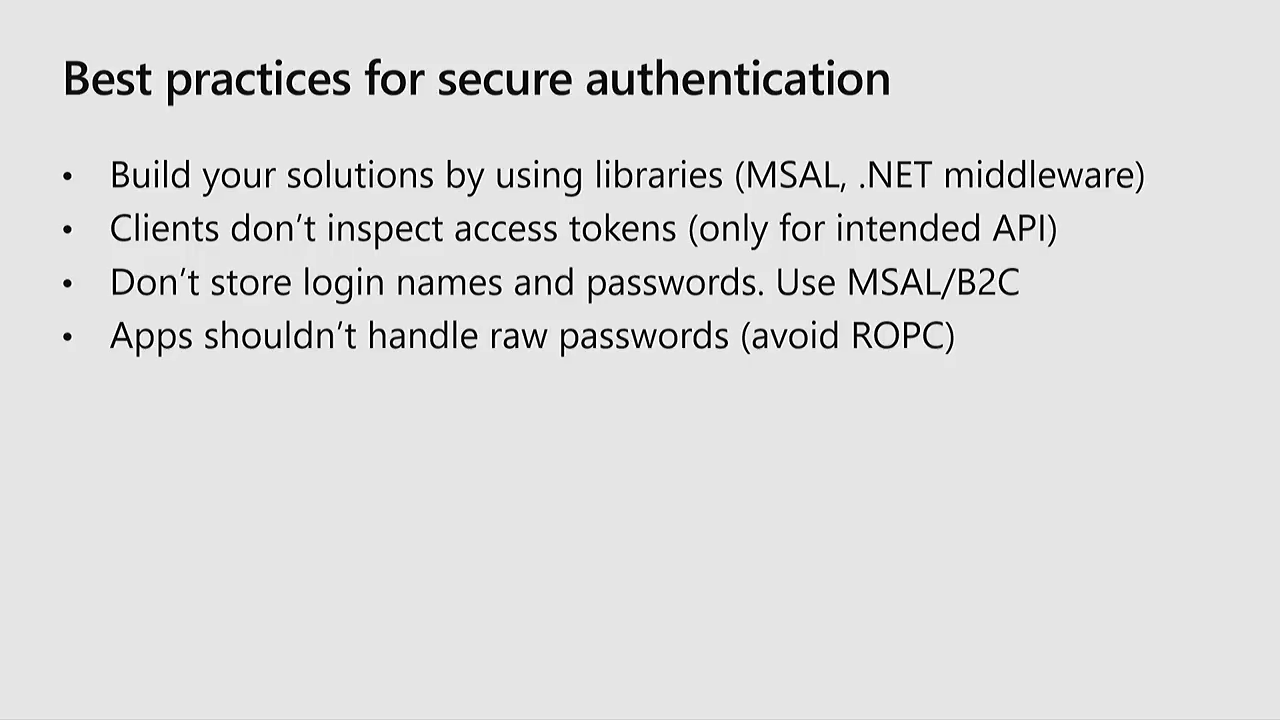 Best practices for secure authentication
• Build your solutions by using libraries (MSAL, .NET middleware)
• Clients don’t inspect access tokens (only for intended API)
• Don’t store login names and passwords. Use MSAL/B2C
• Apps shouldn’t handle raw passwords (avoid ROPC)